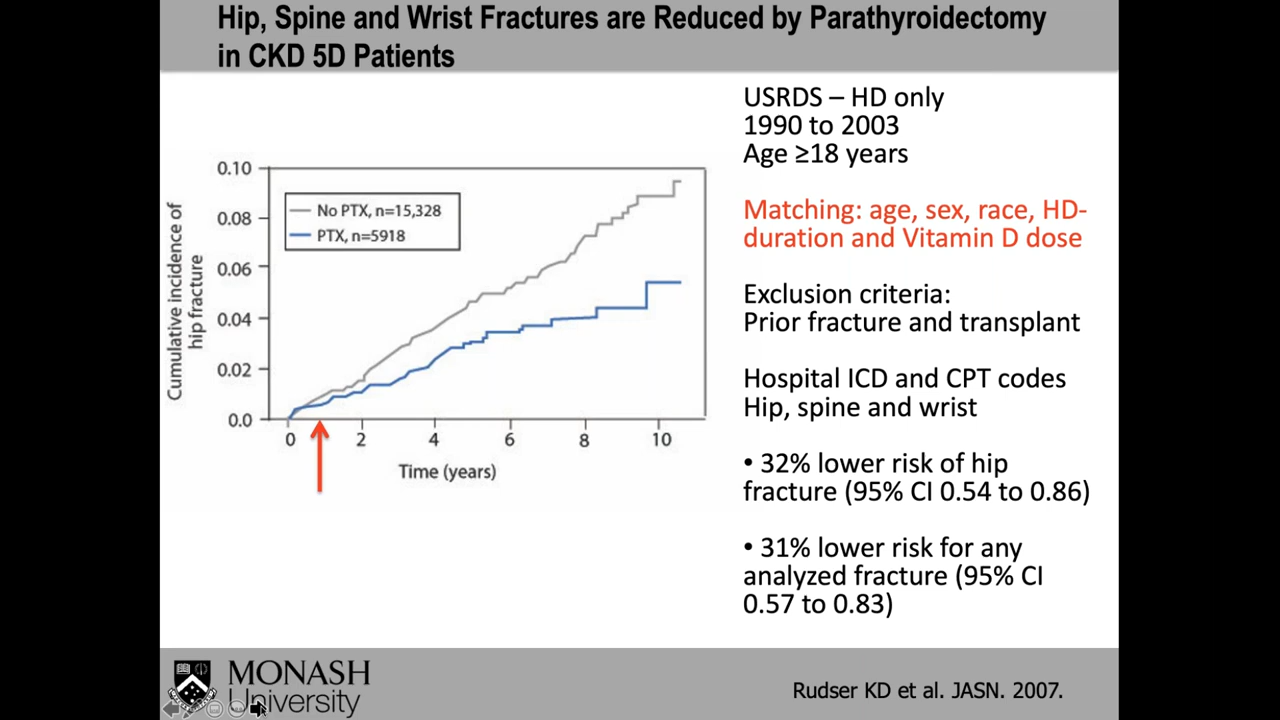 Hip, Spine and Wrist Fractures are Reduced by Parathyroidectomy
in CKD 5D Patients
USRDS – HD only
1990 to 2003
Age ≥18 years
Matching: age, sex, race, HD-
duration and Vitamin D dose
Exclusion criteria:
Prior fracture and transplant
Hospital ICD and CPT codes
Hip, spine and wrist
• 32% lower risk of hip
fracture (95% CI 0.54 to 0.86)
• 31% lower risk for any
analyzed fracture (95% CI
0.57 to 0.83)
Cumulative incidence of
hip fracture
0.10
0.08
0.06
0.04
0.02
0.0
No PTX, n=15,328
PTX, n=5918
0 2 4 6 8 10
Time (years)
MONASH
University
Rudser KD et al. JASN. 2007.